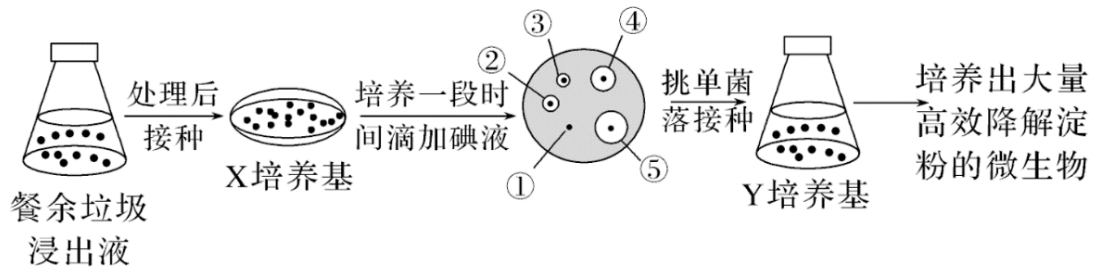 餐余垃圾
浸出液
处理后
接种
X培养基
培养一段时
间滴加碘液
①
②
③
④
⑤
挑单菌
落接种
Y培养基
培养出大量
高效降解淀
粉的微生物